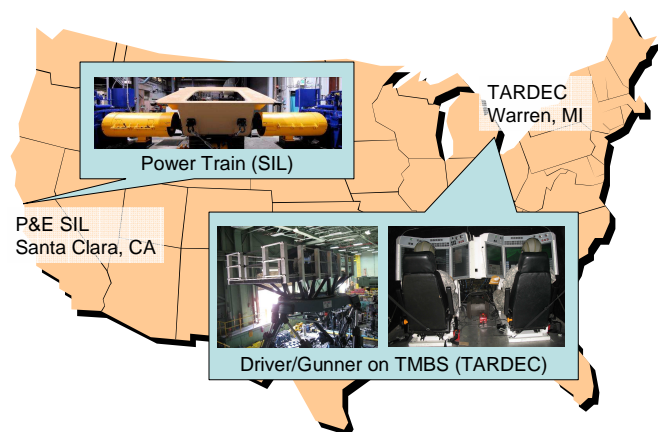 TARDEC
Warren, MI
Power Train (SIL)
P&E SIL
Santa Clara, CA
Driver/Gunner on TMBS (TARDEC)